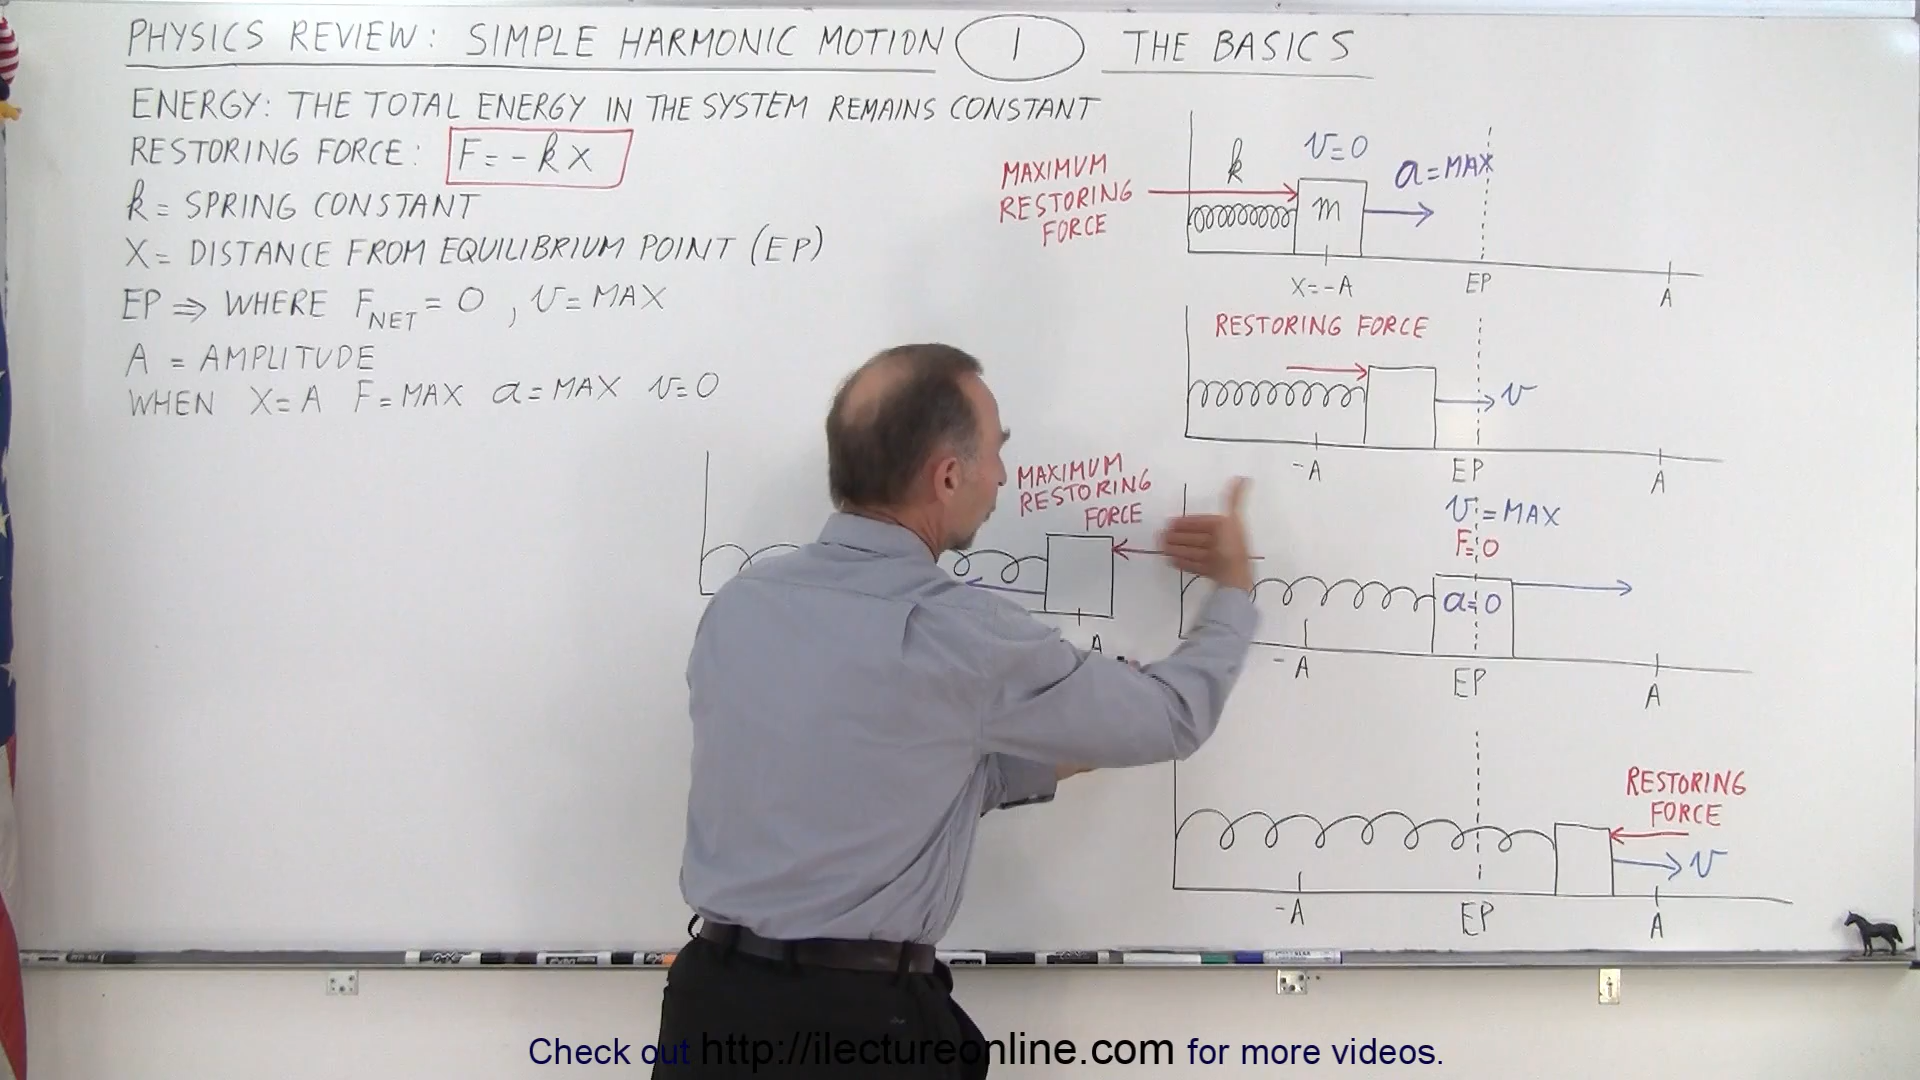 PHYSICS REVIEW: SIMPLE HARMONIC MOTION 1 THE BASICS
ENERGY: THE TOTAL ENERGY IN THE SYSTEM REMAINS CONSTANT
RESTORING FORCE: F = - k x
k = SPRING CONSTANT
X = DISTANCE FROM EQUILIBRIUM POINT (EP)
EP ⇒ WHERE F_NET = 0 , v = MAX
A = AMPLITUDE
WHEN X = A F = MAX a = MAX v = 0
MAXIMUM
RESTORING
FORCE
k
v = 0
a = MAX
m
X = -A
EP
A
RESTORING FORCE
v
-A
EP
A
MAXIMUM
RESTORING
FORCE
A
v = MAX
F = 0
a = 0
-A
EP
A
RESTORING
FORCE
v
-A
EP
A
Check out http://ilectureonline.com for more videos.